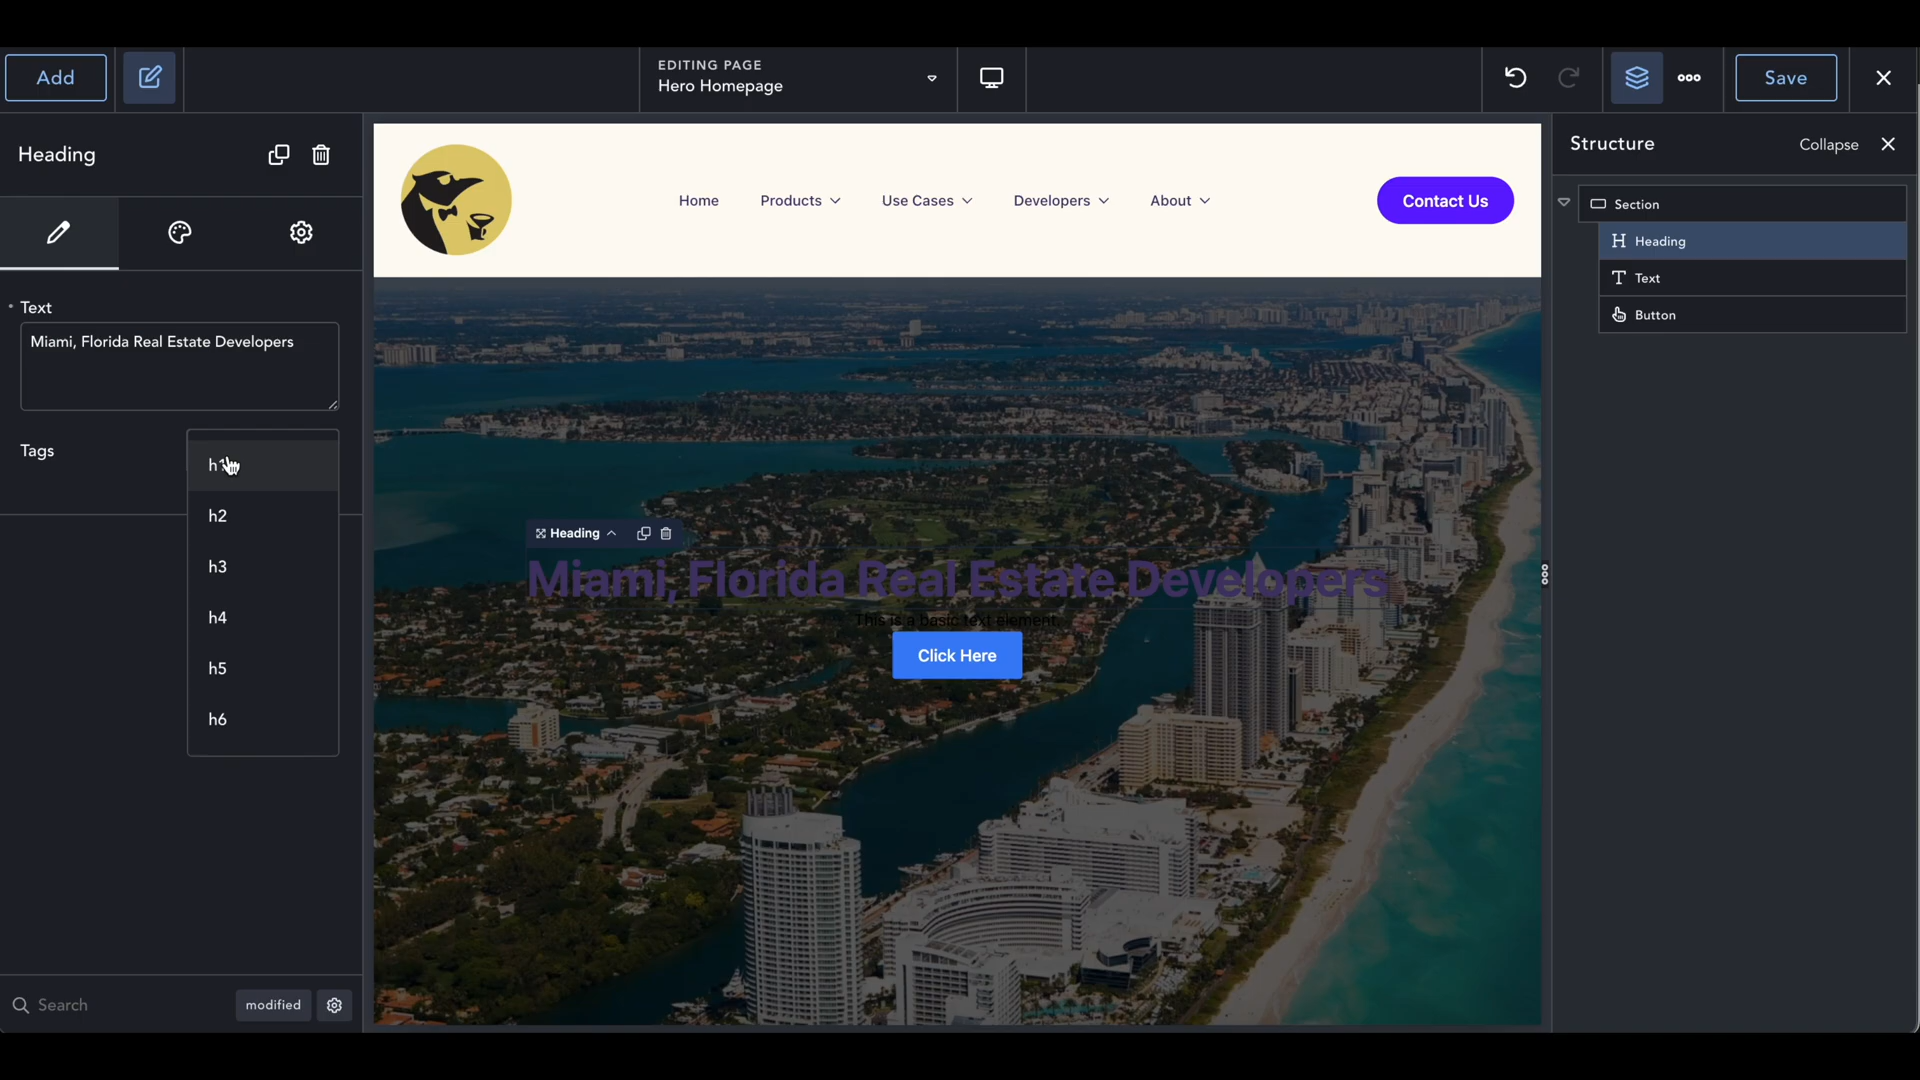 Add
EDITING PAGE
Hero Homepage
Save
Heading
Text
Miami, Florida Real Estate Developers
Tags
h1
h2
h3
h4
h5
h6
Search
modified
Home
Products
Use Cases
Developers
About
Contact Us
Heading
Miami, Florida Real Estate Developers
This is a basic text element.
Click Here
Structure
Collapse
Section
Heading
Text
Button